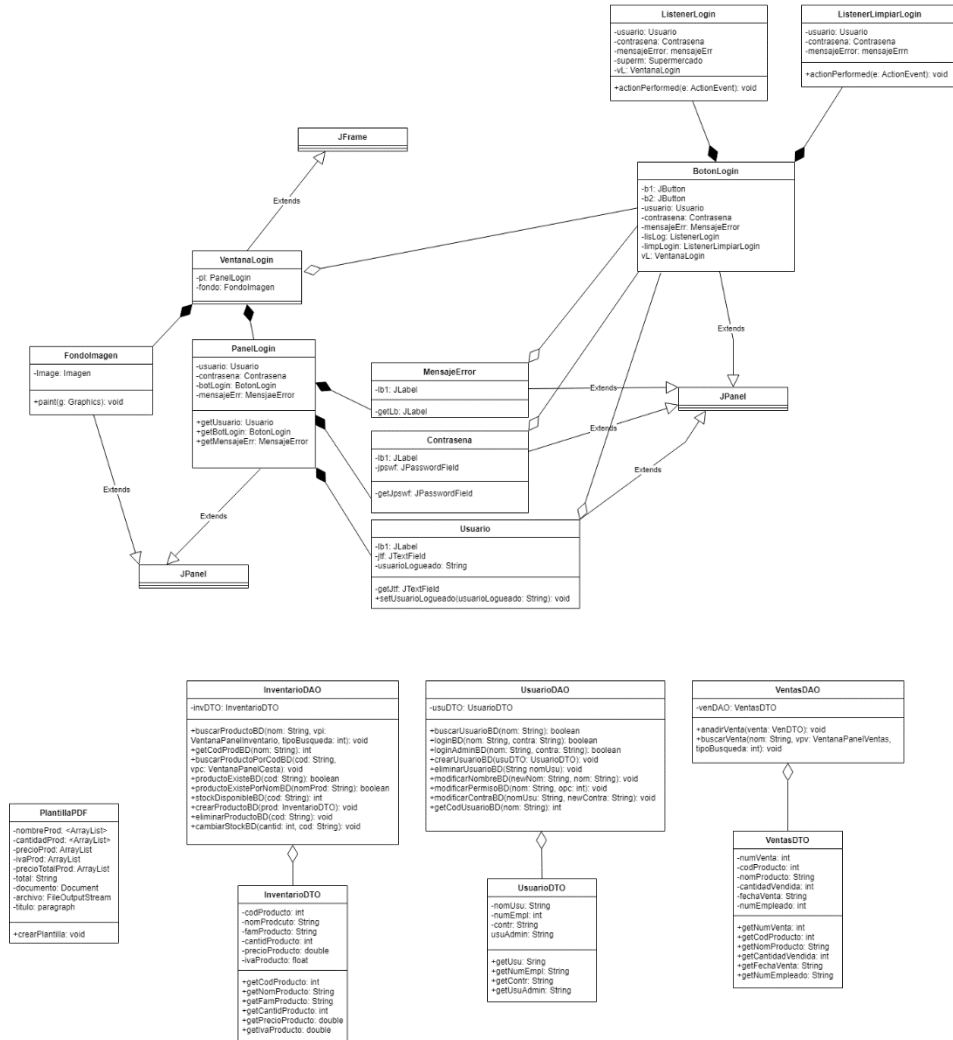 ListenerLogin
-usuario: Usuario
-contrasena: Contrasena
-mensajeError: mensajeErr
-superm: Supermercado
-vL: VentanaLogin
+actionPerformed(e: ActionEvent): void
ListenerLimpiarLogin
-usuario: Usuario
-contrasena: Contrasena
-mensajeError: mensajeErrn
+actionPerformed(e: ActionEvent): void
JFrame
Extends
BotonLogin
-b1: JButton
-b2: JButton
-usuario: Usuario
-contrasena: Contrasena
-mensajeErr: MensajeError
-lisLog: ListenerLogin
-limpLogin: ListenerLimpiarLogin
vL: VentanaLogin
VentanaLogin
-pl: PanelLogin
-fondo: FondoImagen
Extends
FondoImagen
-Image: Imagen
+paint(g: Graphics): void
PanelLogin
-usuario: Usuario
-contrasena: Contrasena
-botLogin: BotonLogin
-mensajeErr: MensjaeError
+getUsuario: Usuario
+getBotLogin: BotonLogin
+getMensajeErr: MensajeError
MensajeError
-lb1: JLabel
-getLb: JLabel
Extends
JPanel
Contrasena
-lb1: JLabel
-jpswf: JPasswordField
-getJpswf: JPasswordField
Extends
Extends
Extends
Extends
Usuario
-lb1: JLabel
-jtf: JTextField
-usuarioLogueado: String
-getJtf: JTextField
+setUsuarioLogueado(usuarioLogueado: String): void
JPanel
InventarioDAO
-invDTO: InventarioDTO
+buscarProductoBD(nom: String, vpi:
VentanaPanelInventario, tipoBusqueda: int): void
+getCodProdBD(nom: String): int
+buscarProductoPorCodBD(cod: String,
vpc: VentanaPanelCesta): void
+productoExisteBD(cod: String): boolean
+productoExistePorNomBD(nomProd: String): boolean
+stockDisponibleBD(cod: String): int
+crearProductoBD(prod: InventarioDTO): void
+eliminarProductoBD(cod: String): void
+cambiarStockBD(cantid: int, cod: String): void
UsuarioDAO
-usuDTO: UsuarioDTO
+buscarUsuarioBD(nom: String): boolean
+loginBD(nom: String, contra: String): boolean
+loginAdminBD(nom: String, contra: String): boolean
+crearUsuarioBD(usuDTO: UsuarioDTO): void
+eliminarUsuarioBD(String nomUsu): void
+modificarNombreBD(newNom: String, nom: String): void
+modificarPermisoBD(nom: String, opc: int): void
+modificarContraBD(nomUsu: String, newContra: String): void
+getCodUsuarioBD(nom: String): int
VentasDAO
-venDAO: VentasDTO
+anadirVenta(venta: VenDTO): void
+buscarVenta(nom: String, vpv: VentanaPanelVentas,
tipoBusqueda: int): void
PlantillaPDF
-nombreProd: <ArrayList>
-cantidadProd: <ArrayList>
-precioProd: ArrayList
-ivaProd: ArrayList
-precioTotalProd: ArrayList
-total: String
-documento: Document
-archivo: FileOutputStream
-titulo: paragraph
+crearPlantilla: void
InventarioDTO
-codProducto: int
-nomProdcuto: String
-famProducto: String
-cantidProducto: int
-precioProducto: double
-ivaProducto: float
+getCodProducto: int
+getNomProducto: String
+getFamProducto: String
+getCantidProducto: int
+getPrecioProducto: double
+getIvaProducto: double
UsuarioDTO
-nomUsu: String
-numEmpl: int
-contr: String
usuAdmin: String
+getUsu: Sring
+getNumEmpl: String
+getContr: String
+getUsuAdmin: String
VentasDTO
-numVenta: int
-codProducto: int
-nomProducto: String
-cantidadVendida: int
-fechaVenta: String
-numEmpleado: int
+getNumVenta: int
+getCodProducto: int
+getNomProducto: String
+getCantidadVendida: int
+getFechaVenta: String
+getNumEmpleado: String